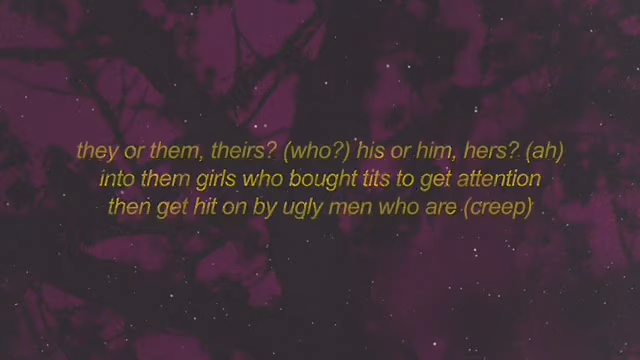 they or them, theirs? (who?) his or him, hers? (ah)
into them girls who bought tits to get attention
then get hit on by ugly men who are (creep)